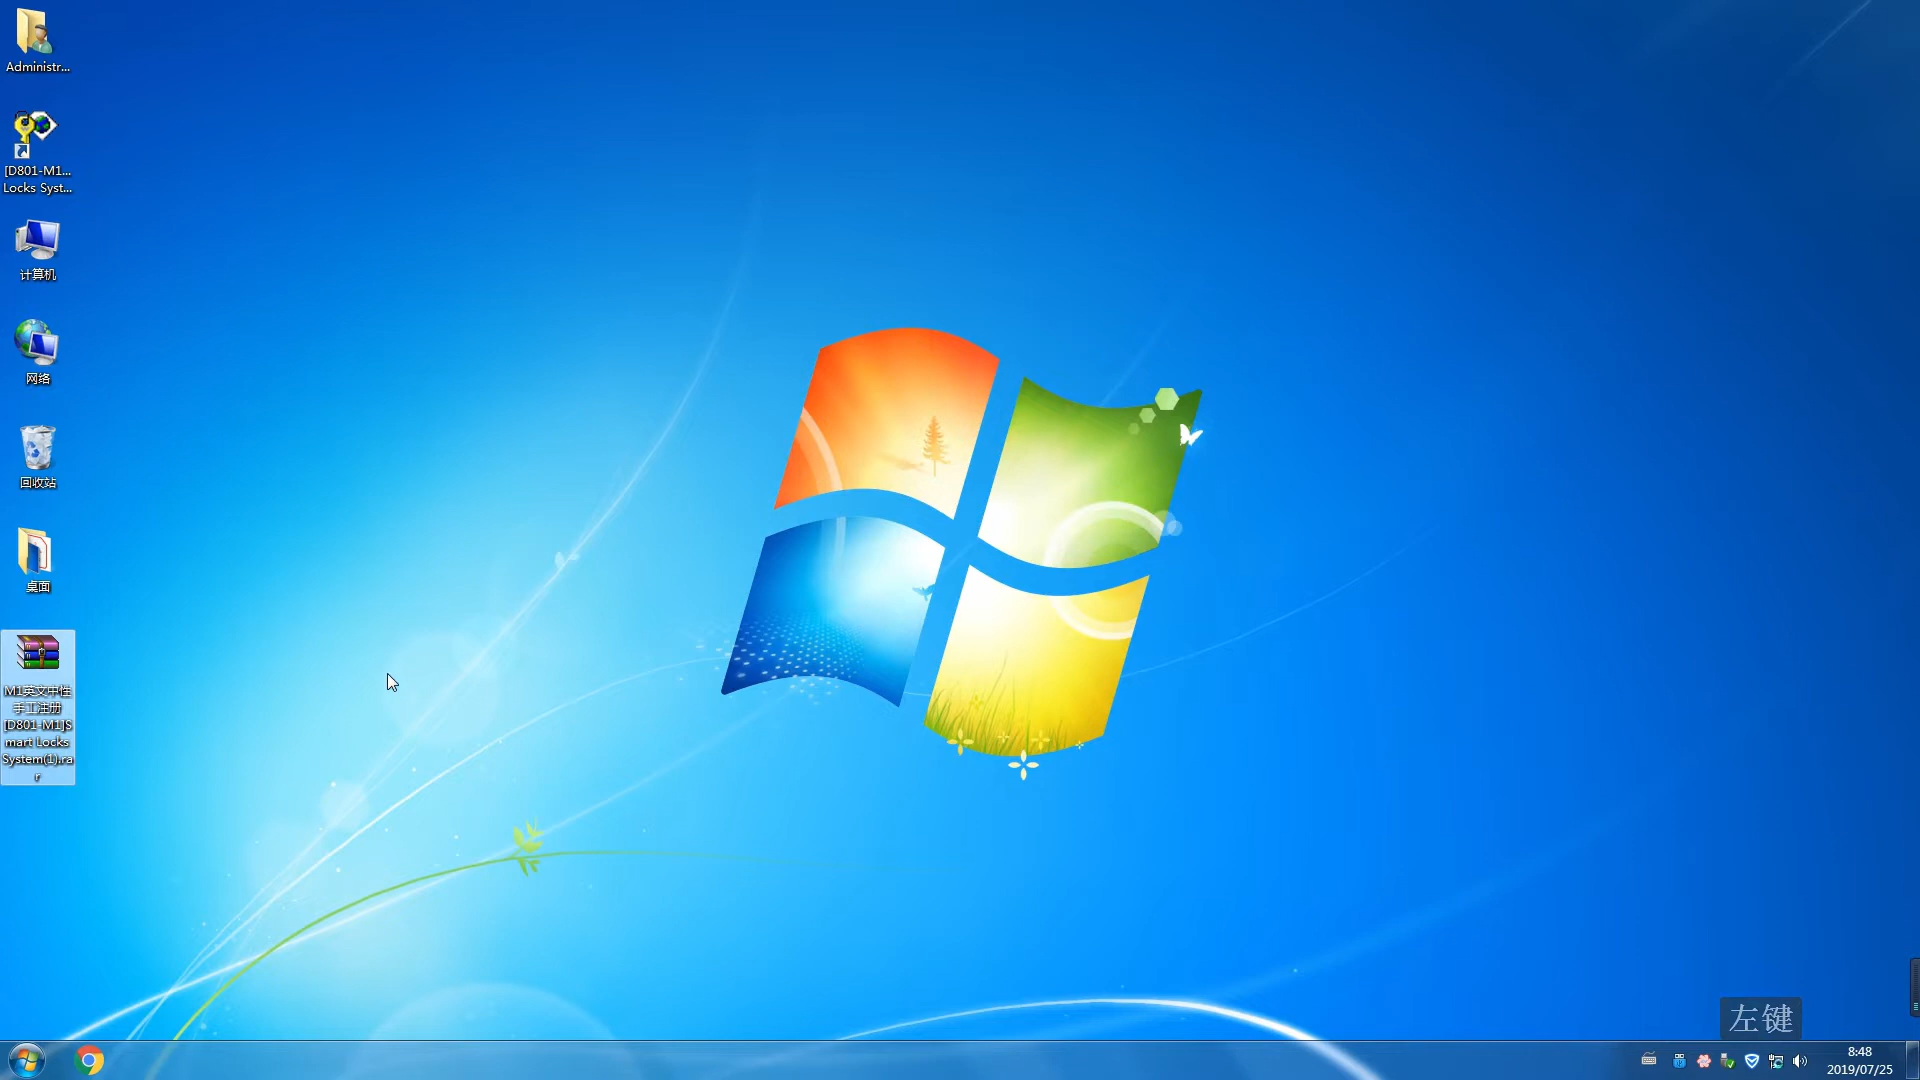 Administr...
[D801-M1...
Locks Syst...
计算机
网络
回收站
桌面
M1英文中性
手工注册
[D801-M1]S
mart Locks
System(1).ra
r
左键
8:48
2019/07/25